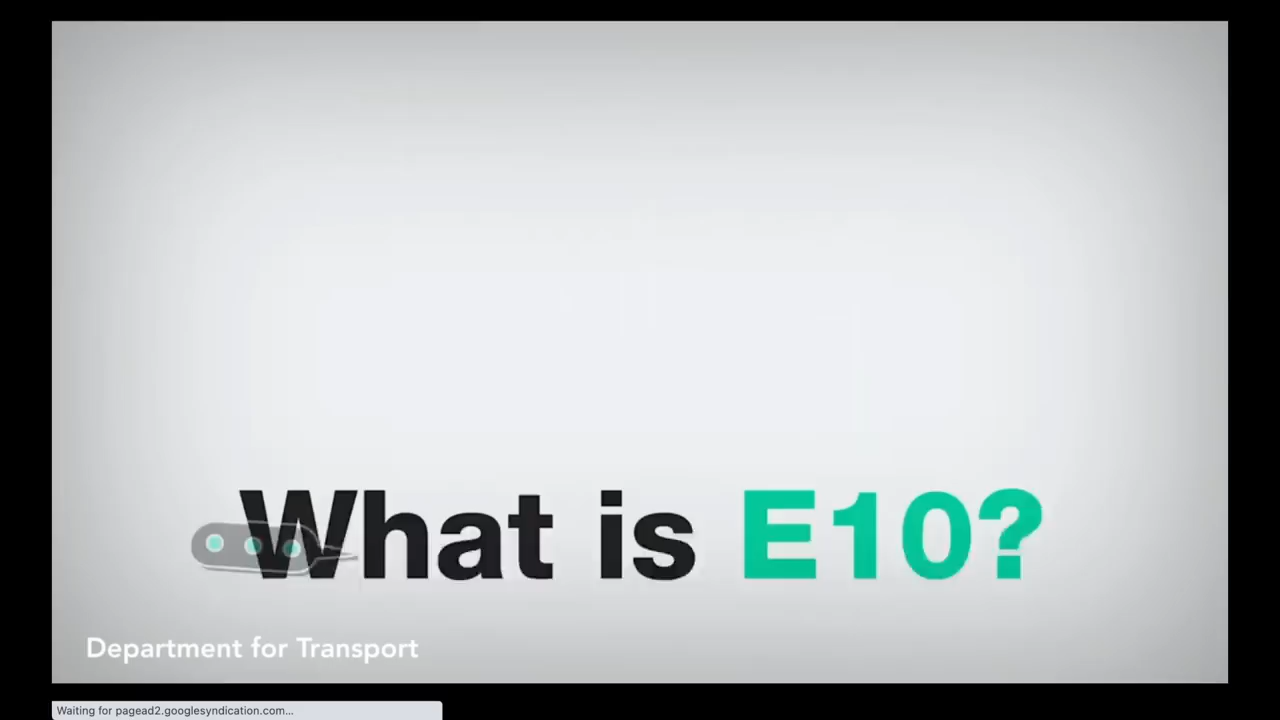 What is E10?
Department for Transport
Waiting for pagead2.googlesyndication.com...